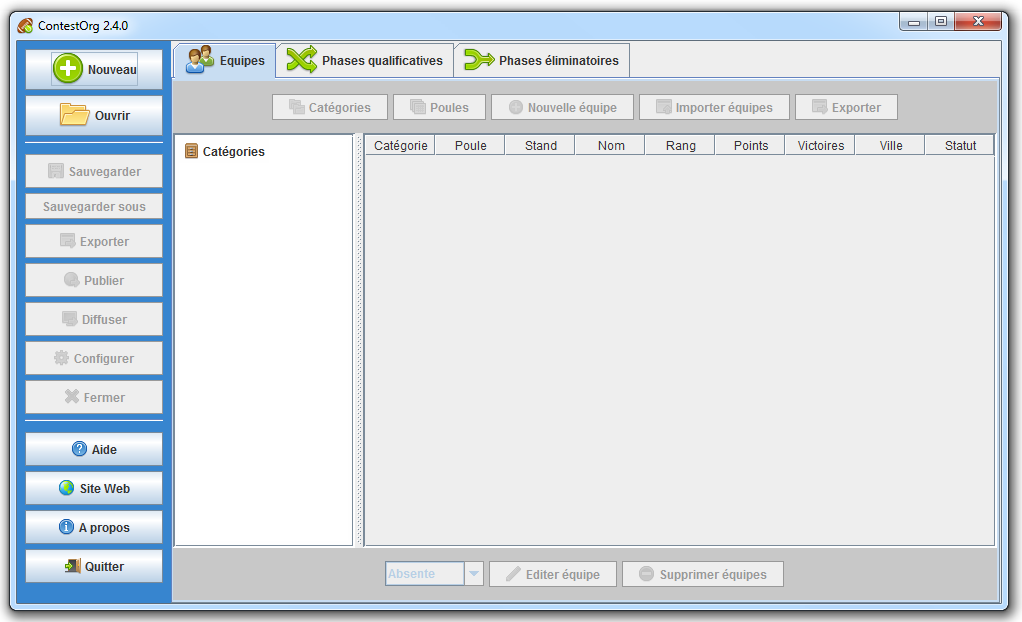 ContestOrg 2.4.0
Nouveau
Ouvrir
Sauvegarder
Sauvegarder sous
Exporter
Publier
Diffuser
Configurer
Fermer
Aide
Site Web
A propos
Quitter
Equipes Phases qualificatives Phases éliminatoires
Catégories Poules Nouvelle équipe Importer équipes Exporter
Catégories
Catégorie Poule Stand Nom Rang Points Victoires Ville Statut
Absente Editer équipe Supprimer équipes